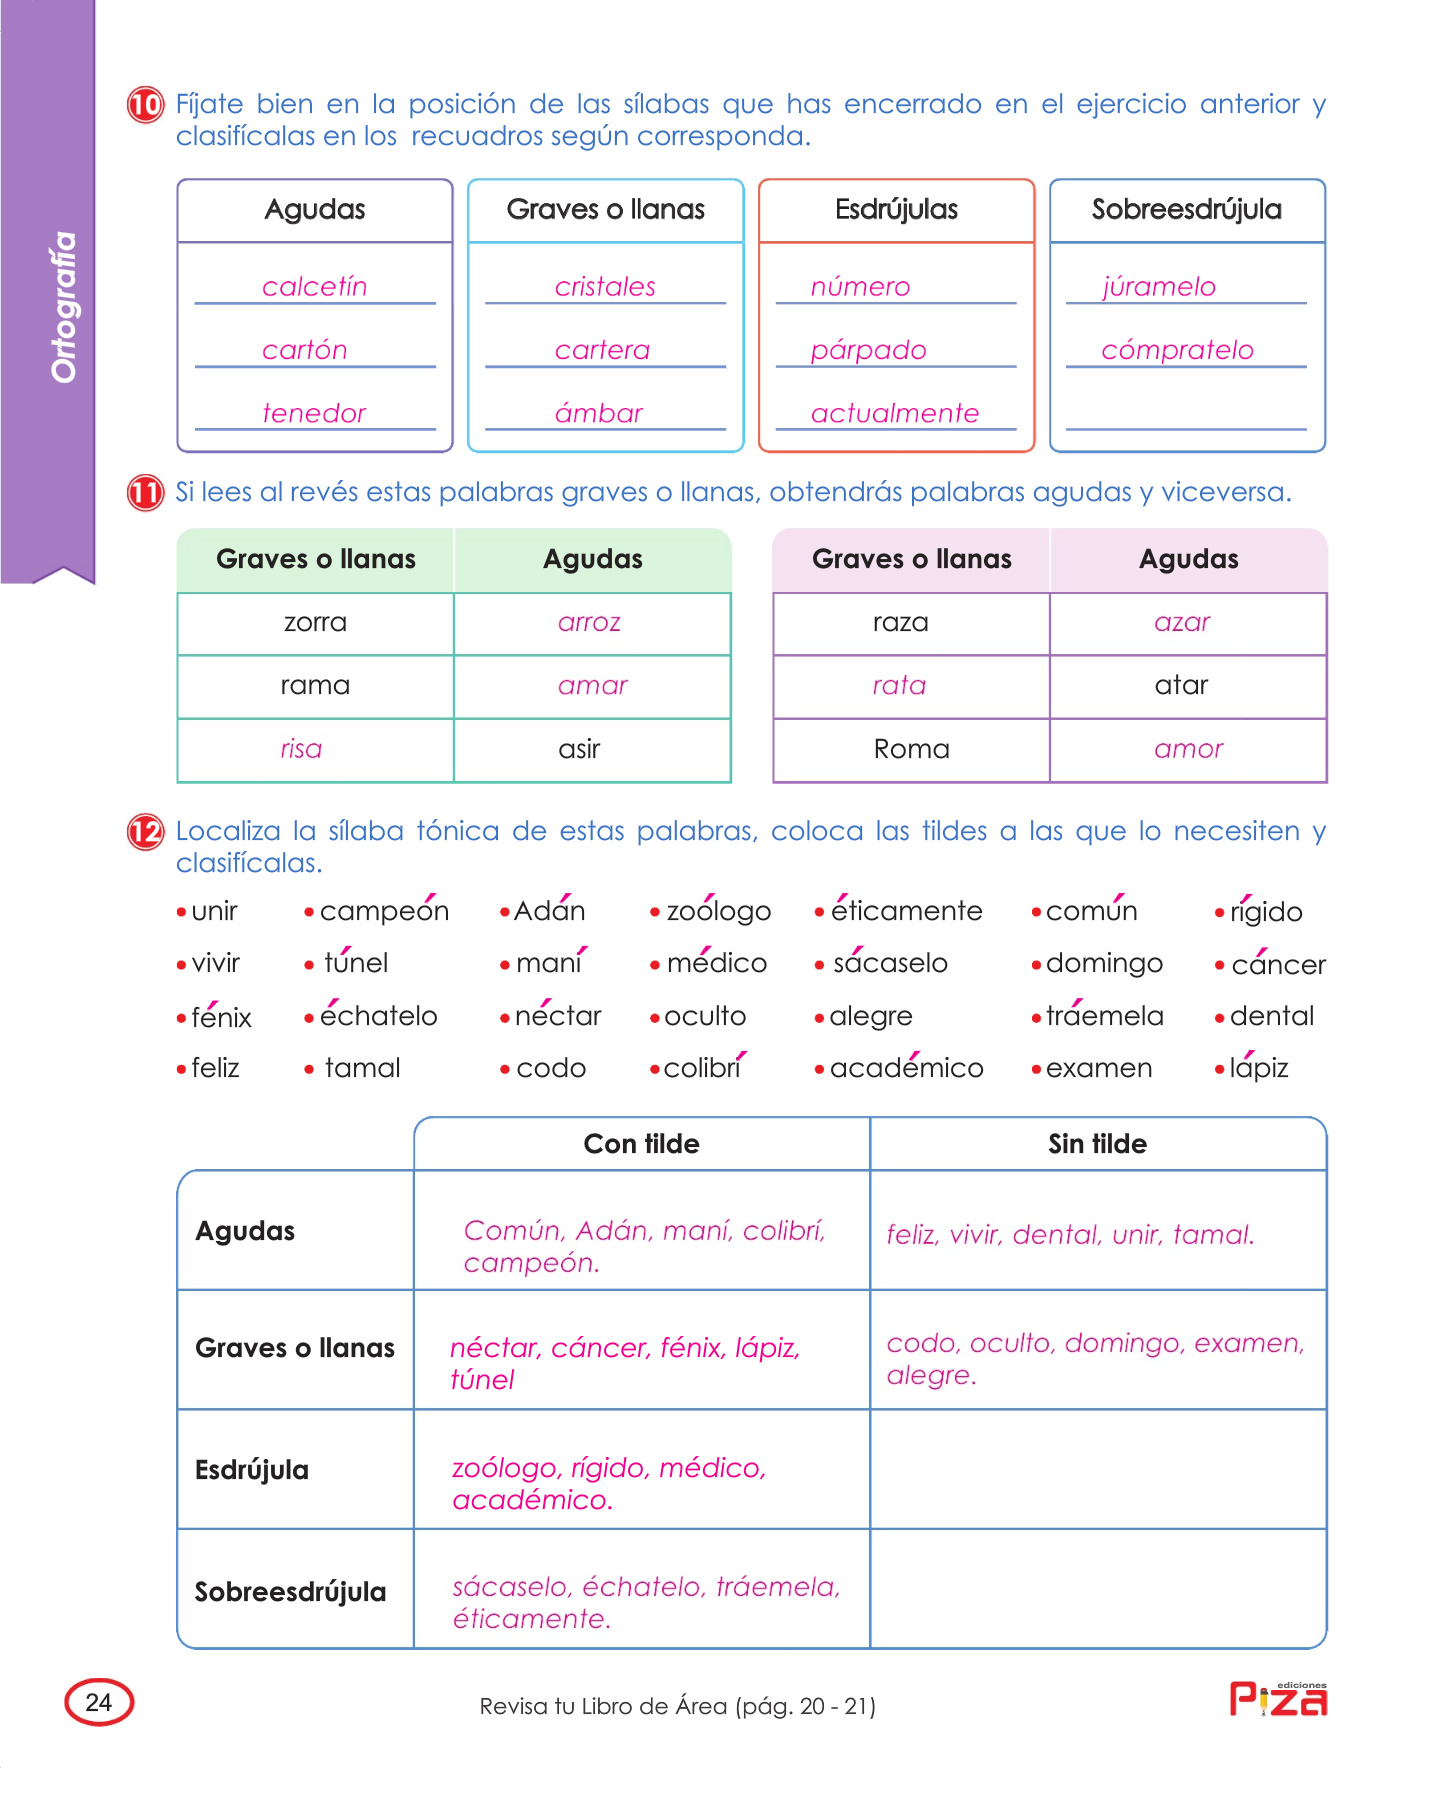 Ortografía
10 Fíjate bien en la posición de las sílabas que has encerrado en el ejercicio anterior y
clasifícalas en los recuadros según corresponda.
Agudas Graves o llanas Esdrújulas Sobreesdrújula
calcetín cristales número júramelo
cartón cartera párpado cómpratelo
tenedor ámbar actualmente
11 Si lees al revés estas palabras graves o llanas, obtendrás palabras agudas y viceversa.
Graves o llanas Agudas Graves o llanas Agudas
zorra arroz raza azar
rama amar rata atar
risa asir Roma amor
12 Localiza la sílaba tónica de estas palabras, coloca las tildes a las que lo necesiten y
clasifícalas.
• unir • campeón • Adán • zoólogo • éticamente • común • rígido
• vivir • túnel • maní • médico • sácaselo • domingo • cáncer
• fénix • échatelo • néctar • oculto • alegre • tráemela • dental
• feliz • tamal • codo • colibrí • académico • examen • lápiz
Con tilde Sin tilde
Agudas
Común, Adán, maní, colibrí,
campeón.
feliz, vivir, dental, unir, tamal.
Graves o llanas
néctar, cáncer, fénix, lápiz,
túnel
codo, oculto, domingo, examen,
alegre.
Esdrújula
zoólogo, rígido, médico,
académico.
Sobreesdrújula
sácaselo, échatelo, tráemela,
éticamente.
24
Revisa tu Libro de Área (pág. 20 - 21)
ediciones
Piza